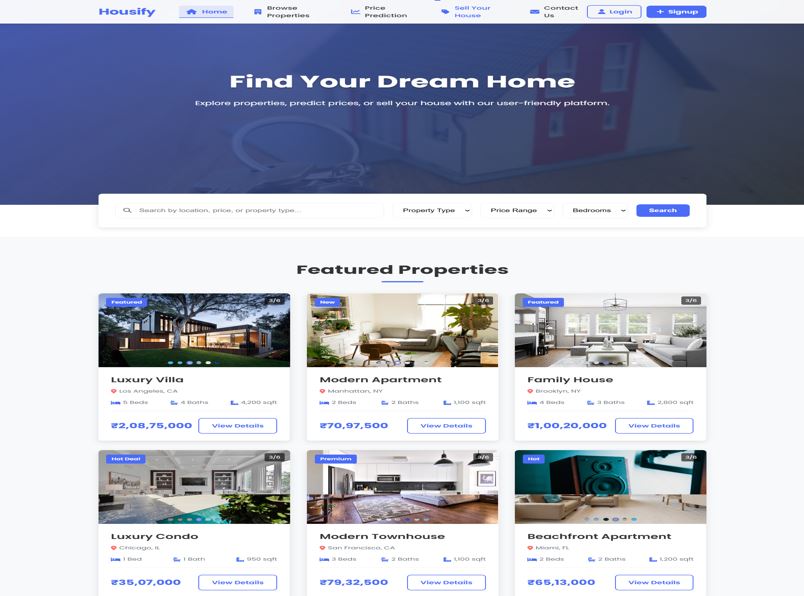 Housify
Home
Browse
Properties
Price
Prediction
Sell Your
House
Contact
Us
Login
Signup
Find Your Dream Home
Explore properties, predict prices, or sell your house with our user-friendly platform.
Search by location, price, or property type...
Property Type
Price Range
Bedrooms
Search
Featured Properties
Featured
3/6
New
3/6
Featured
3/6
Luxury Villa
Modern Apartment
Family House
Los Angeles, CA
Manhattan, NY
Brooklyn, NY
5 Beds 4 Baths 4,200 sqft
2 Beds 2 Baths 1,100 sqft
4 Beds 3 Baths 2,800 sqft
₹2,08,75,000 View Details
₹70,97,500 View Details
₹1,00,20,000 View Details
Hot Deal
3/6
Premium
3/6
Hot
3/6
Luxury Condo
Modern Townhouse
Beachfront Apartment
Chicago, IL
San Francisco, CA
Miami, FL
1 Bed 1 Bath 950 sqft
3 Beds 2 Baths 1,100 sqft
2 Beds 2 Baths 1,200 sqft
₹35,07,000 View Details
₹79,32,500 View Details
₹65,13,000 View Details